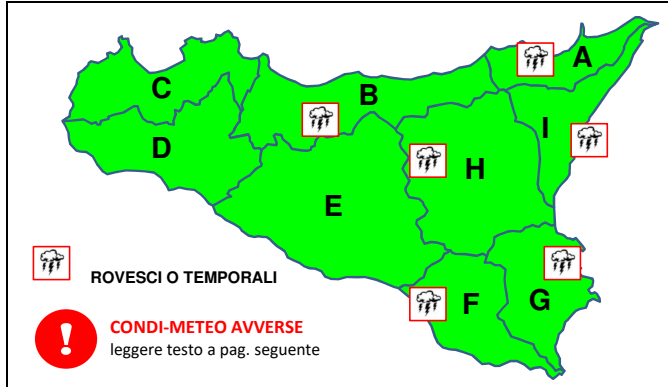 A
C
B
I
D
H
E
F
G
ROVESCI O TEMPORALI
!
CONDI-METEO AVVERSE
leggere testo a pag. seguente